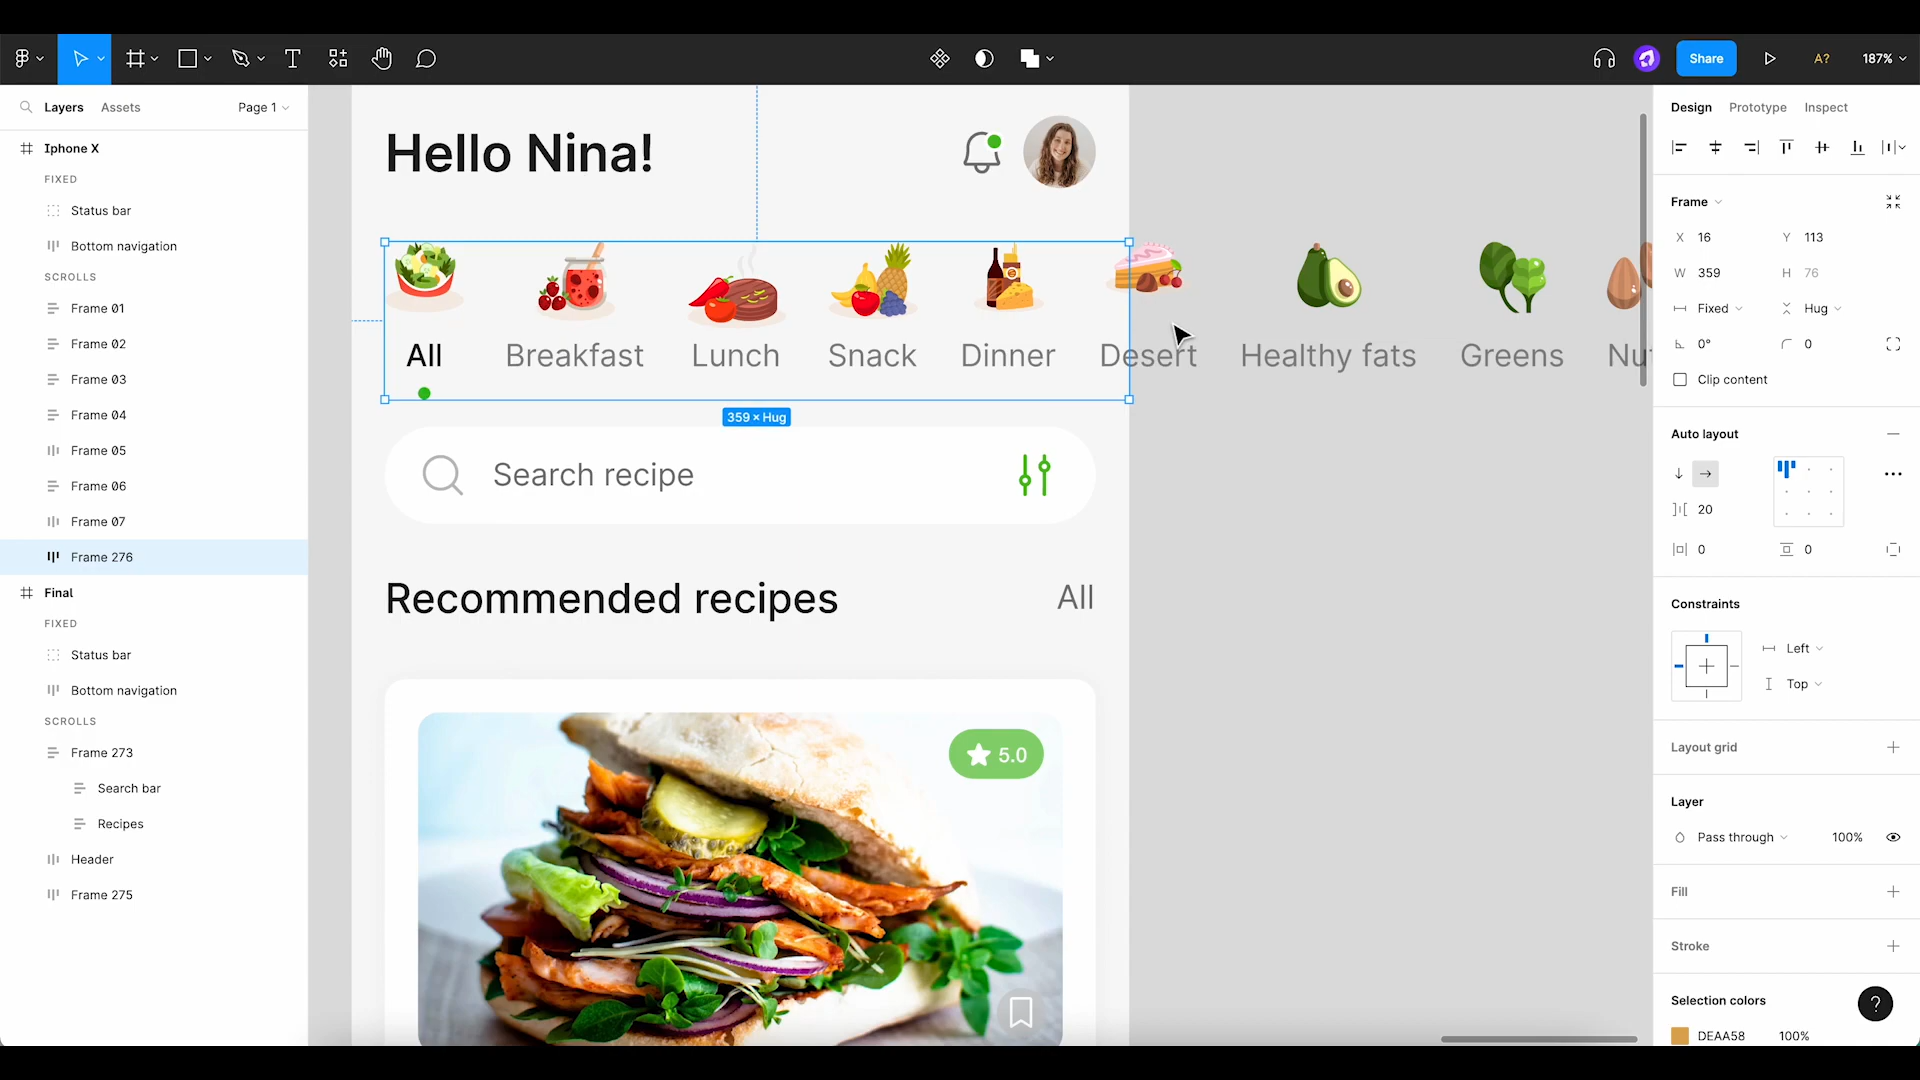 Share
A?
187%
Layers
Assets
Page 1
Design
Prototype
Inspect
Iphone X
FIXED
Status bar
Bottom navigation
SCROLLS
Frame 01
Frame 02
Frame 03
Frame 04
Frame 05
Frame 06
Frame 07
Frame 276
Final
FIXED
Status bar
Bottom navigation
SCROLLS
Frame 273
Search bar
Recipes
Header
Frame 275
Hello Nina!
All
Breakfast
Lunch
Snack
Dinner
Desert
Healthy fats
Greens
Nu
359 × Hug
Search recipe
Recommended recipes
All
5.0
Frame
X 16
Y 113
W 359
H 76
Fixed
Hug
0°
0
Clip content
Auto layout
20
0
0
Constraints
Left
Top
Layout grid
Layer
Pass through
100%
Fill
Stroke
Selection colors
?
DEAA58
100%